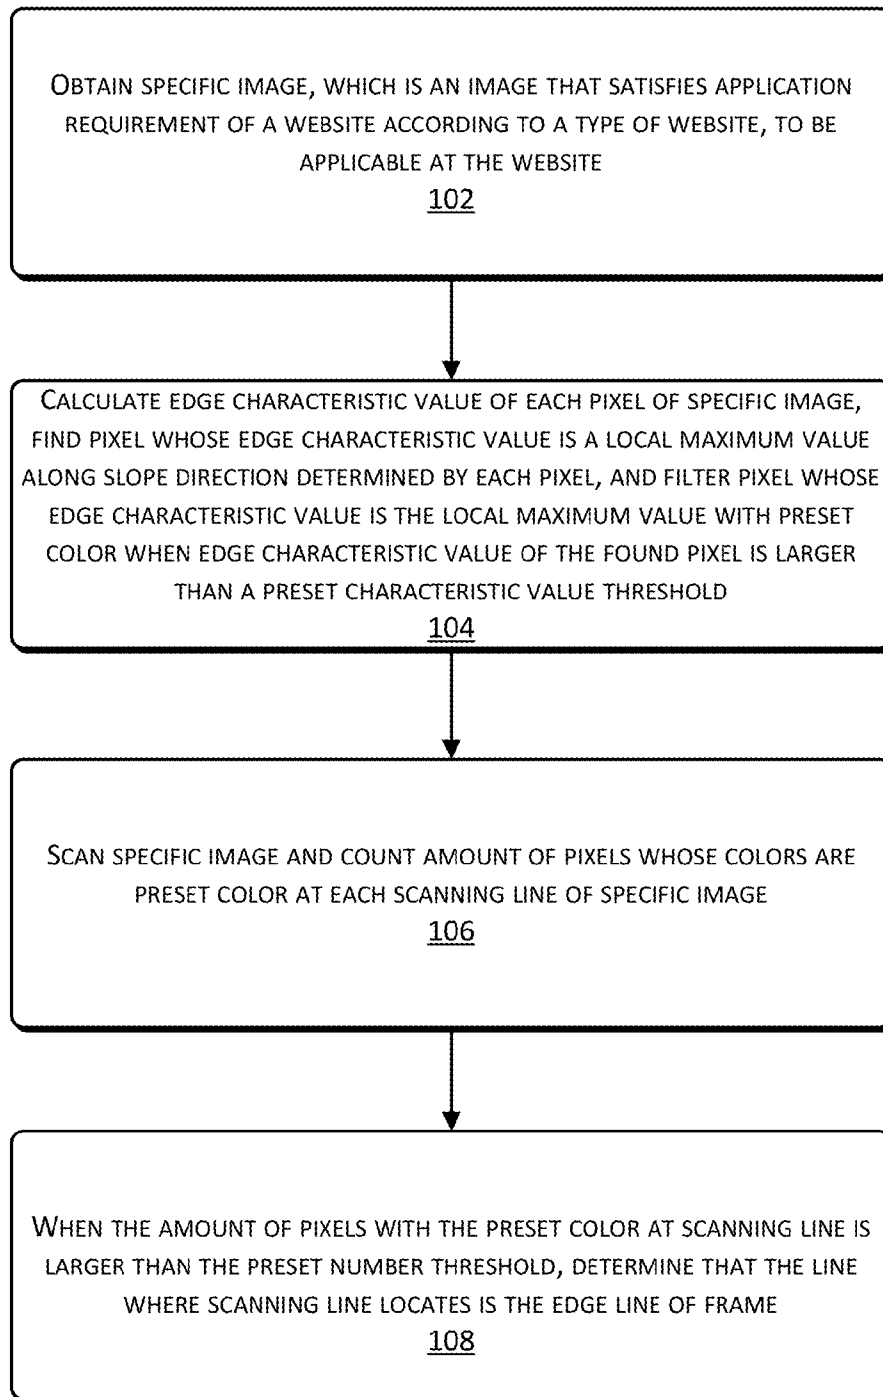 OBTAIN SPECIFIC IMAGE, WHICH IS AN IMAGE THAT SATISFIES APPLICATION
REQUIREMENT OF A WEBSITE ACCORDING TO A TYPE OF WEBSITE, TO BE
APPLICABLE AT THE WEBSITE
102
CALCULATE EDGE CHARACTERISTIC VALUE OF EACH PIXEL OF SPECIFIC IMAGE,
FIND PIXEL WHOSE EDGE CHARACTERISTIC VALUE IS A LOCAL MAXIMUM VALUE
ALONG SLOPE DIRECTION DETERMINED BY EACH PIXEL, AND FILTER PIXEL WHOSE
EDGE CHARACTERISTIC VALUE IS THE LOCAL MAXIMUM VALUE WITH PRESET
COLOR WHEN EDGE CHARACTERISTIC VALUE OF THE FOUND PIXEL IS LARGER
THAN A PRESET CHARACTERISTIC VALUE THRESHOLD
104
SCAN SPECIFIC IMAGE AND COUNT AMOUNT OF PIXELS WHOSE COLORS ARE
PRESET COLOR AT EACH SCANNING LINE OF SPECIFIC IMAGE
106
WHEN THE AMOUNT OF PIXELS WITH THE PRESET COLOR AT SCANNING LINE IS
LARGER THAN THE PRESET NUMBER THRESHOLD, DETERMINE THAT THE LINE
WHERE SCANNING LINE LOCATES IS THE EDGE LINE OF FRAME
108